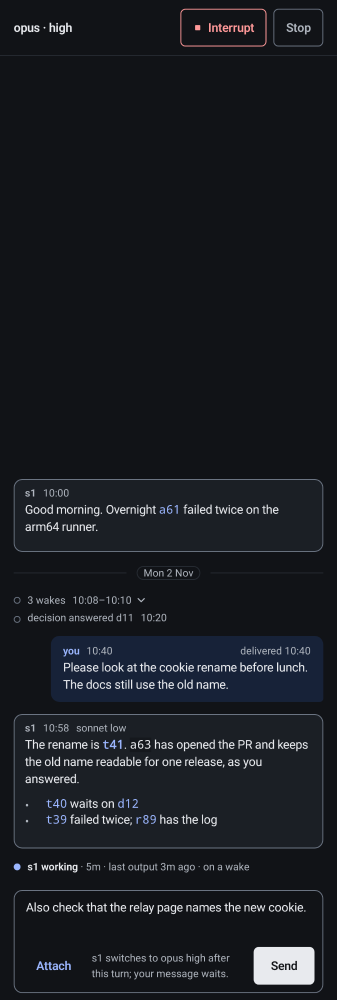 opus · high
Interrupt
Stop
s1 10:00
Good morning. Overnight a61 failed twice on the
arm64 runner.
Mon 2 Nov
3 wakes 10:08–10:10
decision answered d11 10:20
you 10:40 delivered 10:40
Please look at the cookie rename before lunch.
The docs still use the old name.
s1 10:58 sonnet low
The rename is t41. a63 has opened the PR and keeps
the old name readable for one release, as you
answered.
• t40 waits on d12
• t39 failed twice; r89 has the log
s1 working · 5m · last output 3m ago · on a wake
Also check that the relay page names the new cookie.
Attach
s1 switches to opus high after
this turn; your message waits.
Send